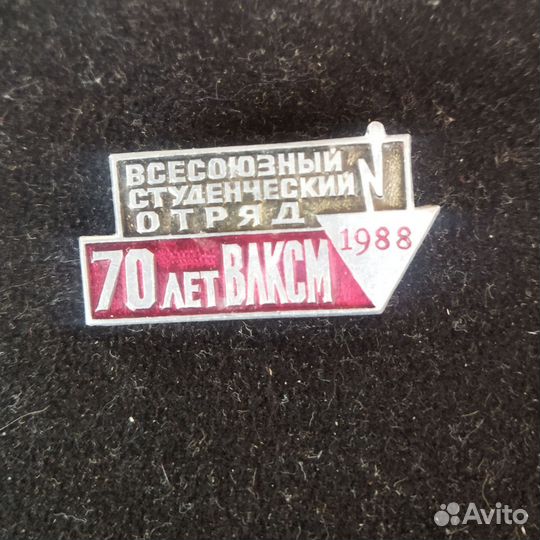 ВСЕСОЮЗНЫЙ
СТУДЕНЧЕСКИЙ
ОТРЯД
70 ЛЕТ ВЛКСМ
1988
Avito